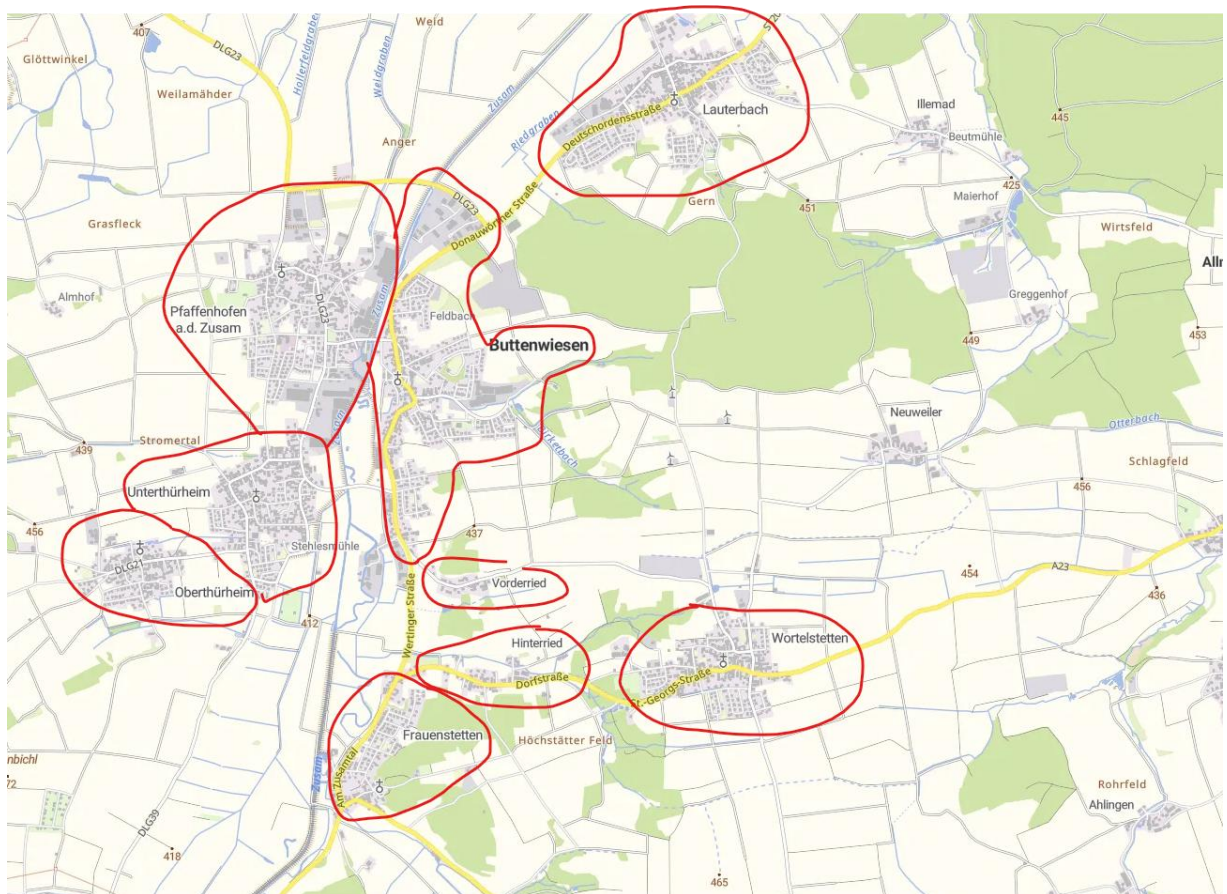 407
Glöttwinkel
DLG23
Hollerfeldgraben
Weld
Weldgraben
Weilamähder
Anger
Zusam
Riedgraben
Deutschordensstraße
Lauterbach
Illemad
Beutmühle
445
425
Maierhof
Gern
451
Wirtsfeld
Grasfleck
DLG23
Donauwörther Straße
Almhof
Pfaffenhofen
a.d. Zusam
DLG23
Zusam
Feldbach
Greggenhof
Buttenwiesen
449
453
Neuweiler
Otterbach
Stromertal
439
Schlagfeld
456
Unterthürheim
456
437
Stehlesmühle
DLG21
Oberthürheim
412
Vorderried
454
A23
436
Wertinger Straße
Hinterried
Wortelstetten
Dorfstraße
St.-Georgs-Straße
Frauenstetten
Höchstätter Feld
Am Zusamtal
Zusam
Rohrfeld
Ahlingen
DLG39
418
465